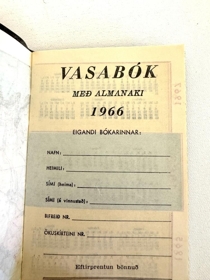 VASABÓK
MEÐ ALMANAKI
1966
EIGANDI BÓKARINNAR:
NAFN:
HEIMILI:
SÍMI (heima):
SÍMI (á vinnustað):
BIFREIÐ NR.
ÖKUSKÍRTEINI NR.
Eftirprentun bönnuð